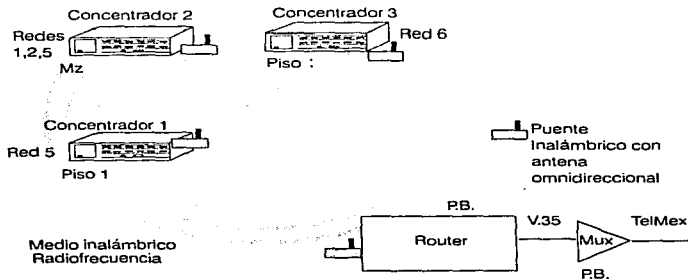 Concentrador 2
Redes
1,2,5
Mz
Concentrador 3
Red 6
Piso :
Concentrador 1
Red 5
Piso 1
Puente
Inalámbrico con
antena
omnidireccional
P.B.
Router
V.35
Mux
TelMex
P.B.
Medio inalámbrico
Radiofrecuencia